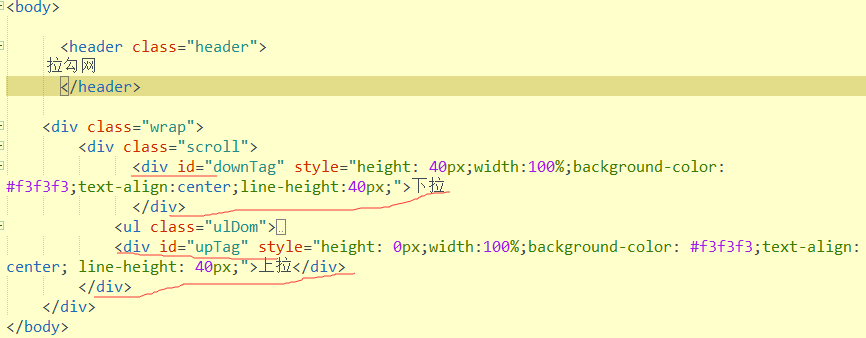 <body>
<header class="header">
拉勾网
</header>
<div class="wrap">
<div class="scroll">
<div id="downTag" style="height: 40px;width:100%;background-color:
#f3f3f3;text-align:center;line-height:40px;">下拉
</div>
<ul class="ulDom">…
<div id="upTag" style="height: 0px;width:100%;background-color: #f3f3f3;text-align:
center; line-height: 40px;">上拉</div>
</div>
</div>
</body>